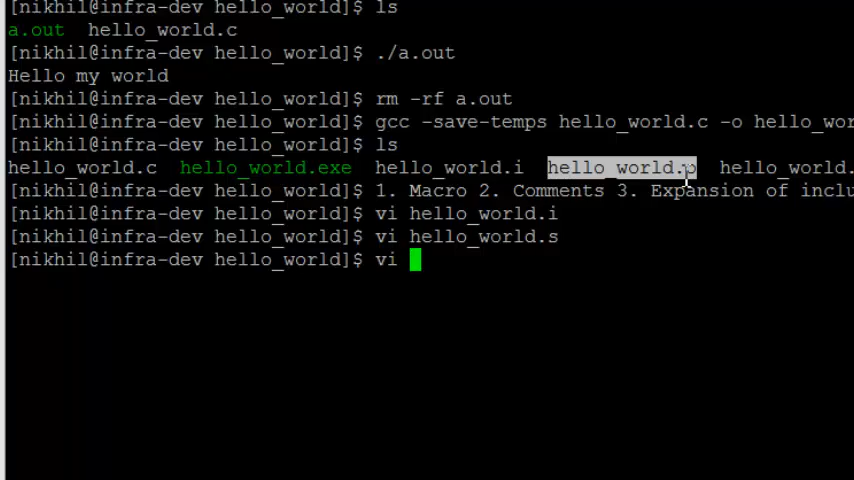 [nikhil@infra-dev hello_world]$ ls
a.out hello_world.c
[nikhil@infra-dev hello_world]$ ./a.out
Hello my world
[nikhil@infra-dev hello_world]$ rm -rf a.out
[nikhil@infra-dev hello_world]$ gcc -save-temps hello_world.c -o hello_wor
[nikhil@infra-dev hello_world]$ ls
hello_world.c hello_world.exe hello_world.i hello_world.o hello_world.
[nikhil@infra-dev hello_world]$ 1. Macro 2. Comments 3. Expansion of inclu
[nikhil@infra-dev hello_world]$ vi hello_world.i
[nikhil@infra-dev hello_world]$ vi hello_world.s
[nikhil@infra-dev hello_world]$ vi